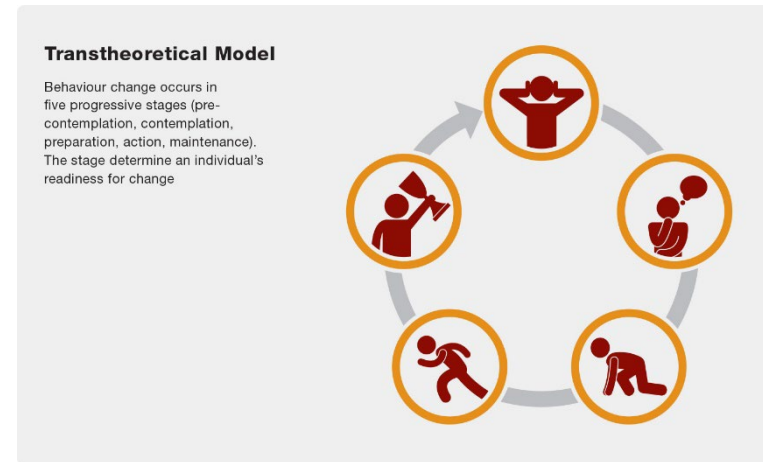 Transtheoretical Model
Behaviour change occurs in
five progressive stages (pre-
contemplation, contemplation,
preparation, action, maintenance).
The stage determine an individual's
readiness for change